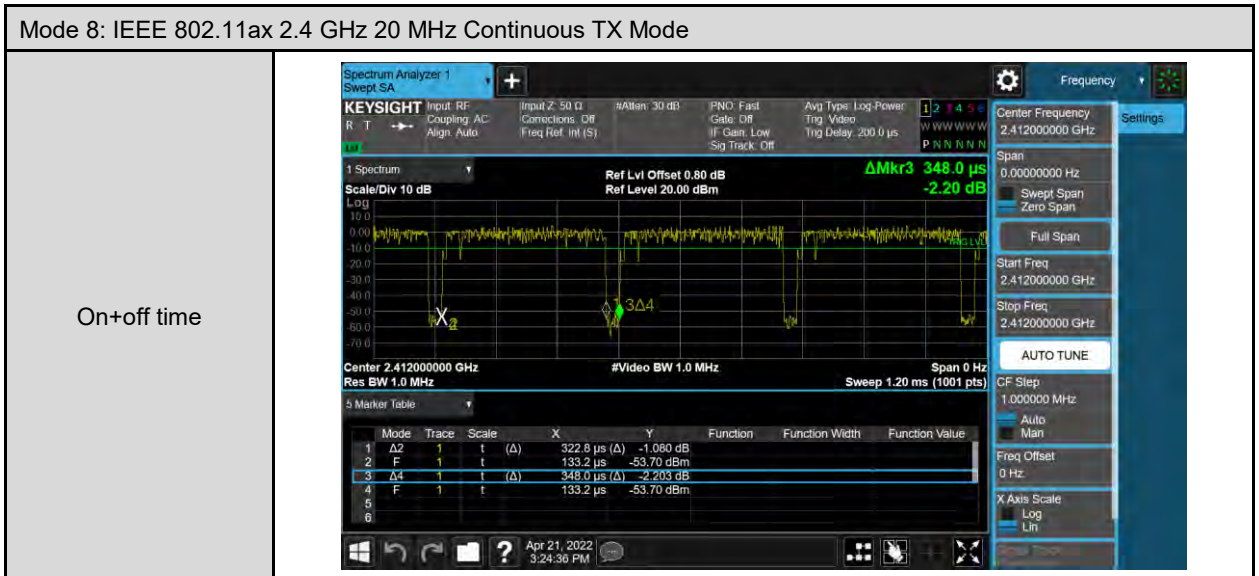 Mode 8: IEEE 802.11ax 2.4 GHz 20 MHz Continuous TX Mode
On+off time
Spectrum Analyzer 1
Swept SA
Frequency
KEYSIGHT Input: RF Input Z: 50 Ω #Atten: 30 dB PNO: Fast Avg Type: Log-Power 1 2 3 4 5 6
R T Coupling: AC Corrections: Off Gate: Off Trig: Video W W W W W W
Align: Auto Freq Ref: Int (S) IF Gain: Low Trig Delay: 200.0 µs
Sig Track: Off P N N N N N
Center Frequency
2.412000000 GHz
Settings
1 Spectrum
Scale/Div 10 dB
Ref Lvl Offset 0.80 dB
Ref Level 20.00 dBm
ΔMkr3 348.0 µs
-2.20 dB
Log
10.0
0.00
-10.0
-20.0
-30.0
-40.0
-50.0
-60.0
-70.0
TRIG LVL
X2
3Δ4
Center 2.412000000 GHz #Video BW 1.0 MHz Span 0 Hz
Res BW 1.0 MHz Sweep 1.20 ms (1001 pts)
5 Marker Table
Mode Trace Scale X Y Function Function Width Function Value
1 Δ2 1 t (Δ) 322.8 µs (Δ) -1.080 dB
2 F 1 t 133.2 µs -53.70 dBm
3 Δ4 1 t (Δ) 348.0 µs (Δ) -2.203 dB
4 F 1 t 133.2 µs -53.70 dBm
5
6
Span
0.00000000 Hz
Swept Span
Zero Span
Full Span
Start Freq
2.412000000 GHz
Stop Freq
2.412000000 GHz
AUTO TUNE
CF Step
1.000000 MHz
Auto
Man
Freq Offset
0 Hz
X Axis Scale
Log
Lin
? Apr 21, 2022
3:24:36 PM